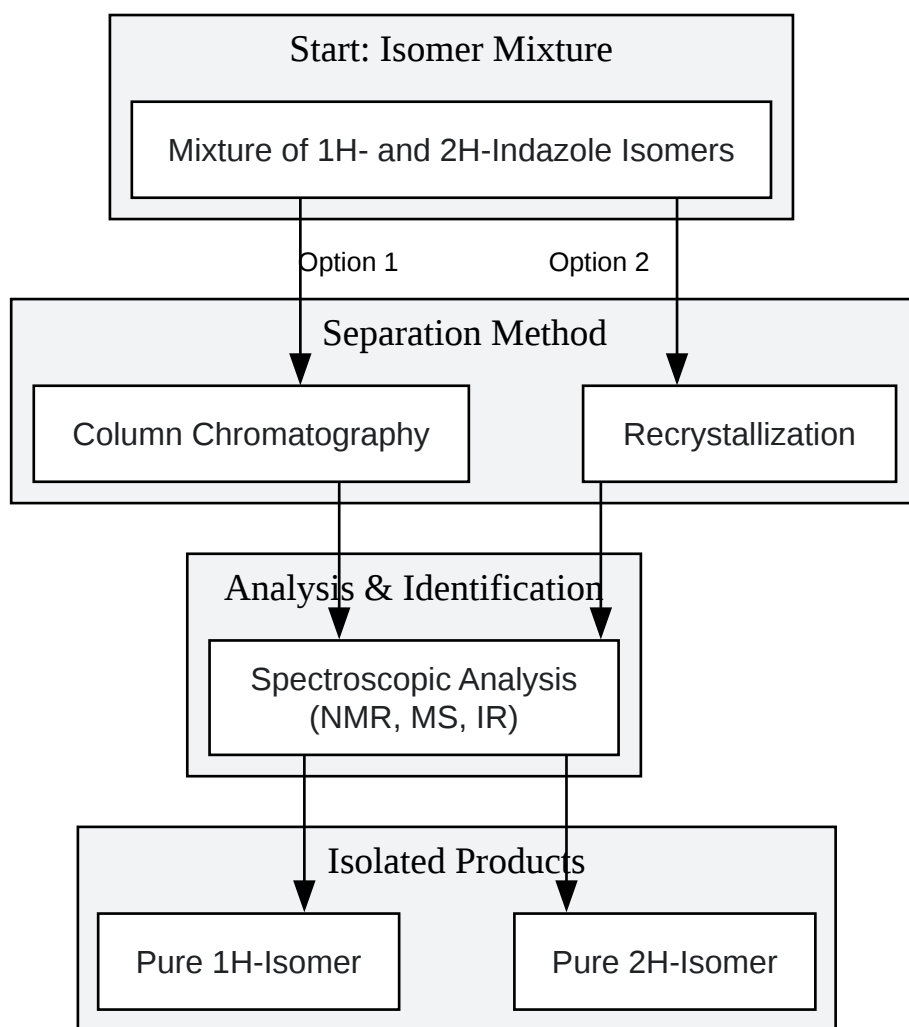 Start: Isomer Mixture
Mixture of 1H- and 2H-Indazole Isomers
Option 1
Option 2
Separation Method
Column Chromatography
Recrystallization
Analysis & Identification
Spectroscopic Analysis
(NMR, MS, IR)
Isolated Products
Pure 1H-Isomer
Pure 2H-Isomer